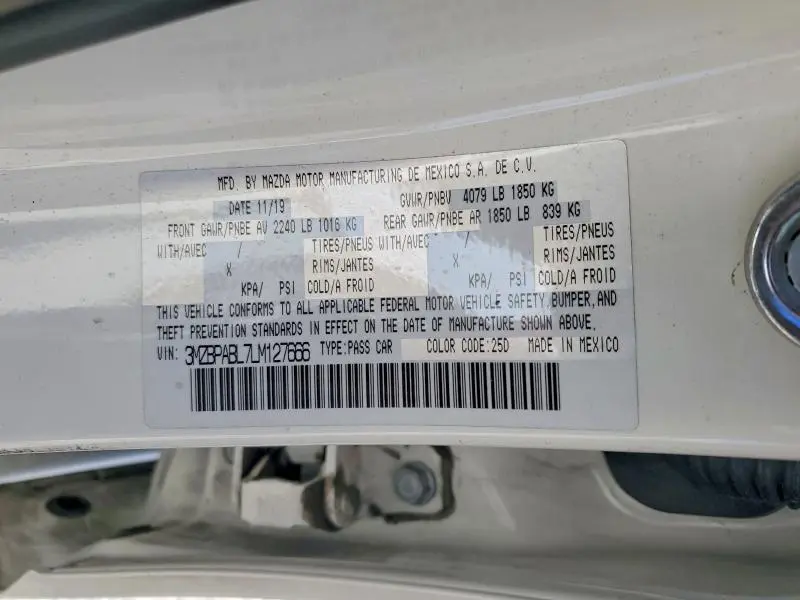 MFD. BY MAZDA MOTOR MANUFACTURING DE MEXICO S.A. DE C.V.
DATE 11/19 GVWR/PNBV 4079 LB 1850 KG
FRONT GAWR/PNBE AV 2240 LB 1016 KG REAR GAWR/PNBE AR 1850 LB 839 KG
WITH/AVEC / TIRES/PNEUS WITH/AVEC / TIRES/PNEUS
X RIMS/JANTES X RIMS/JANTES
KPA/ PSI COLD/A FROID KPA/ PSI COLD/A FROID
THIS VEHICLE CONFORMS TO ALL APPLICABLE FEDERAL MOTOR VEHICLE SAFETY, BUMPER, AND
THEFT PREVENTION STANDARDS IN EFFECT ON THE DATE OF MANUFACTURE SHOWN ABOVE.
VIN: 3MZBPABL7LM127666 TYPE:PASS CAR COLOR CODE:25D MADE IN MEXICO